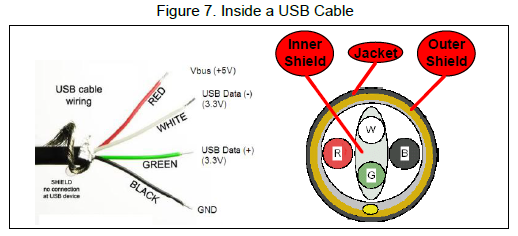 Figure 7. Inside a USB Cable
USB cable
wiring
Vbus (+5V)
RED
USB Data (-)
(3.3V)
WHITE
USB Data (+)
(3.3V)
GREEN
BLACK
GND
SHIELD
no connection
at USB device
Inner
Shield
Jacket
Outer
Shield
W
R
B
G